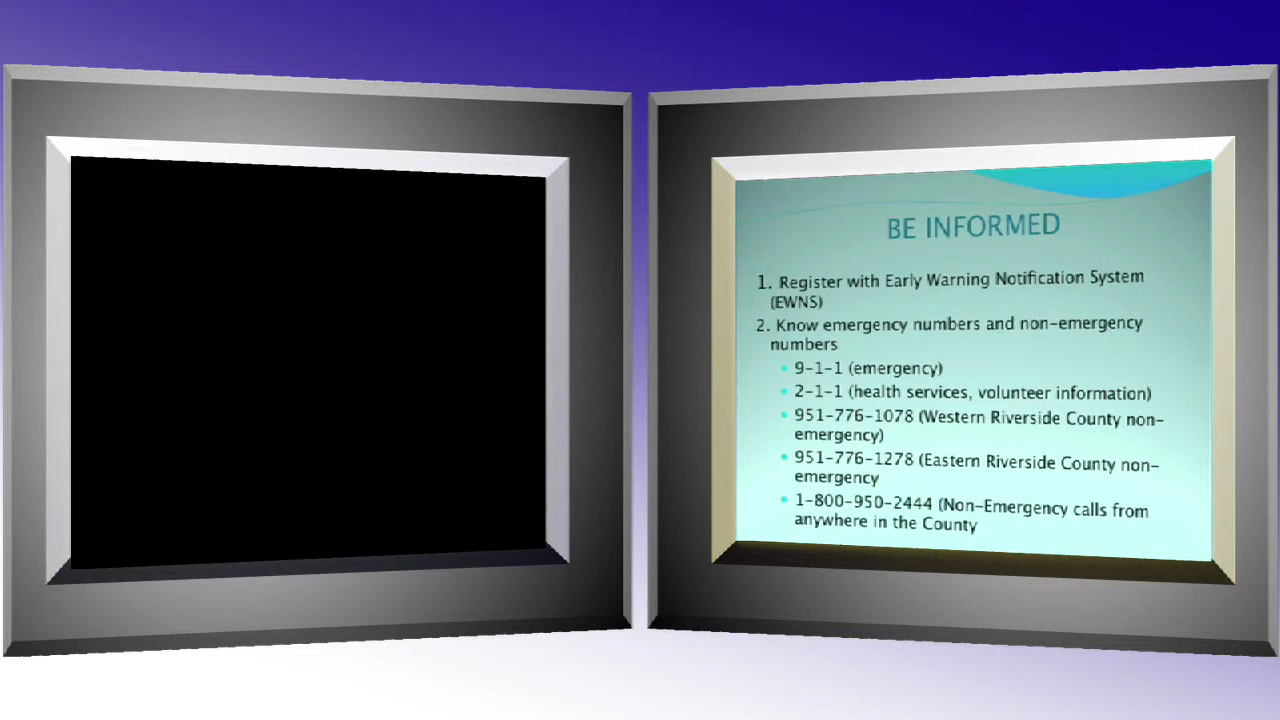 BE INFORMED
1. Register with Early Warning Notification System
(EWNS)
2. Know emergency numbers and non-emergency
numbers
• 9-1-1 (emergency)
• 2-1-1 (health services, volunteer information)
• 951-776-1078 (Western Riverside County non-
emergency)
• 951-776-1278 (Eastern Riverside County non-
emergency
• 1-800-950-2444 (Non-Emergency calls from
anywhere in the County